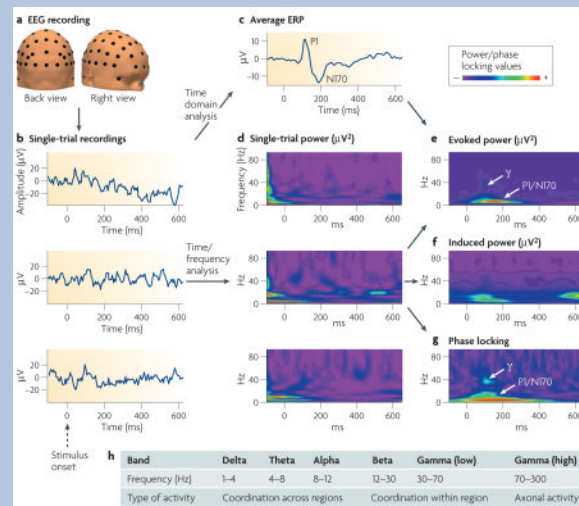 a EEG recording
Back view Right view
c Average ERP
P1
N170
µV
10
0
-10
0 200 400 600
Time (ms)
Power/phase
locking values
– +
Time
domain
analysis
b Single-trial recordings
Amplitude (µV)
20
0
-20
0 200 400 600
Time (ms)
d Single-trial power (µV²)
Frequency (Hz)
80
40
0
0 200 400 600
ms
e Evoked power (µV²)
Hz
80
40
0
γ
P1/N170
0 200 400 600
ms
Time/
frequency
analysis
µV
20
0
-20
0 200 400 600
Time (ms)
Hz
80
40
0
0 200 400 600
ms
f Induced power (µV²)
Hz
80
40
0
0 200 400 600
ms
µV
20
0
-20
0 200 400 600
Time (ms)
Hz
80
40
0
0 200 400 600
ms
g Phase locking
Hz
80
40
0
γ
P1/N170
0 200 400 600
ms
Stimulus
onset
h Band Delta Theta Alpha Beta Gamma (low) Gamma (high)
Frequency (Hz) 1–4 4–8 8–12 12–30 30–70 70–300
Type of activity Coordination across regions Coordination within region Axonal activity